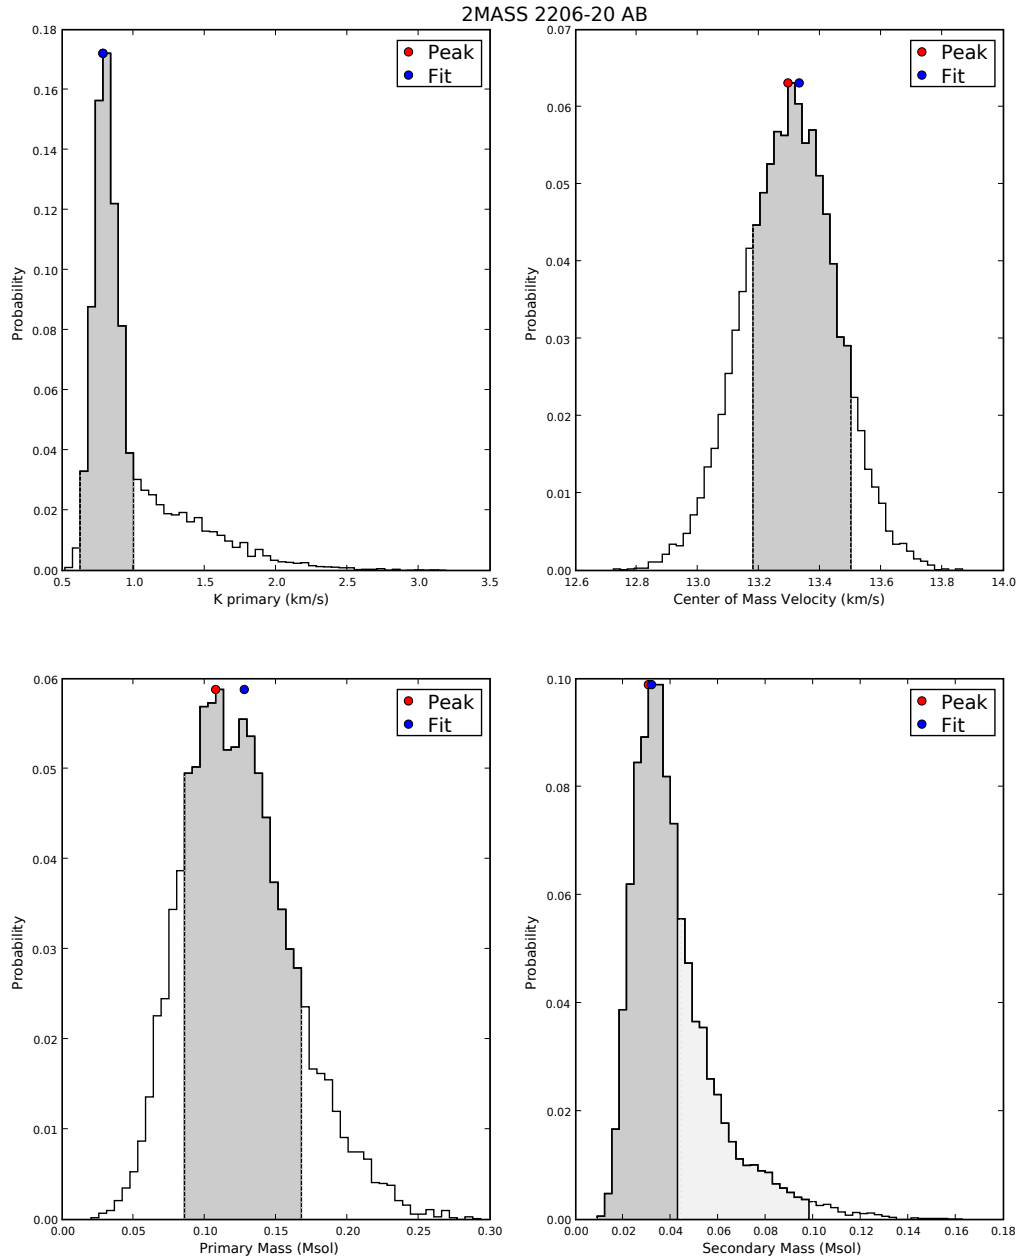 2MASS 2206-20 AB
0.18
0.16
0.14
0.12
0.10
0.08
0.06
0.04
0.02
0.00
Probability
0.5 1.0 1.5 2.0 2.5 3.0 3.5
K primary (km/s)
Peak
Fit
0.07
0.06
0.05
0.04
0.03
0.02
0.01
0.00
Probability
12.6 12.8 13.0 13.2 13.4 13.6 13.8 14.0
Center of Mass Velocity (km/s)
Peak
Fit
0.06
0.05
0.04
0.03
0.02
0.01
0.00
Probability
0.00 0.05 0.10 0.15 0.20 0.25 0.30
Primary Mass (Msol)
Peak
Fit
0.10
0.08
0.06
0.04
0.02
0.00
Probability
0.00 0.02 0.04 0.06 0.08 0.10 0.12 0.14 0.16 0.18
Secondary Mass (Msol)
Peak
Fit